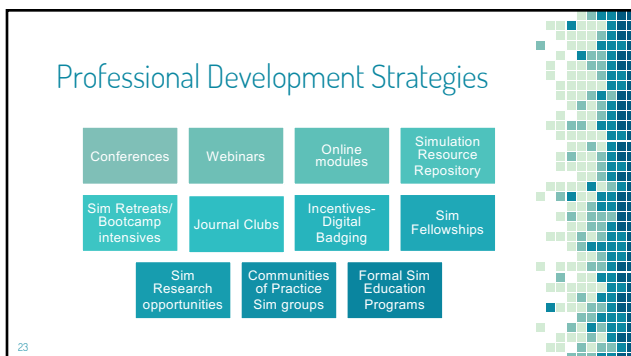 Professional Development Strategies
Conferences
Webinars
Online
modules
Simulation
Resource
Repository
Sim Retreats/
Bootcamp
intensives
Journal Clubs
Incentives-
Digital
Badging
Sim
Fellowships
Sim
Research
opportunities
Communities
of Practice
Sim groups
Formal Sim
Education
Programs
23